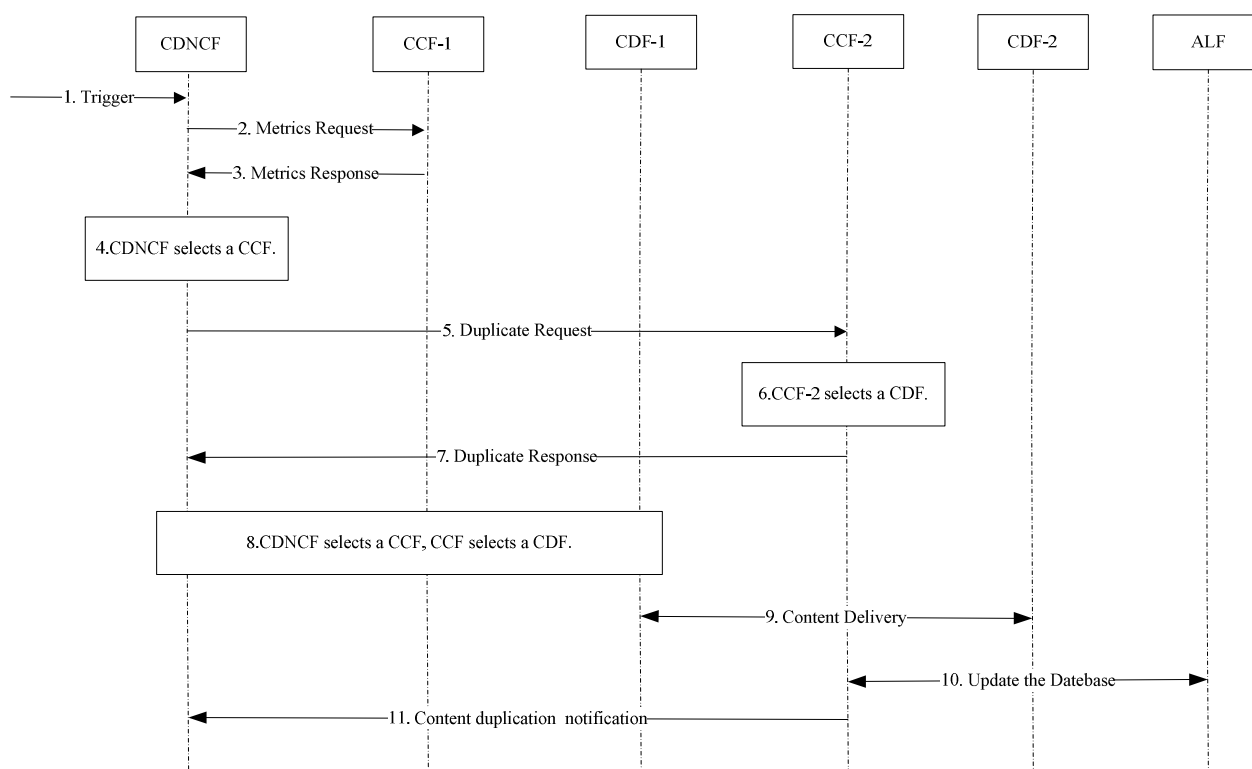 CDNCF
CCF-1
CDF-1
CCF-2
CDF-2
ALF
1. Trigger
2. Metrics Request
3. Metrics Response
4.CDNCF selects a CCF.
5. Duplicate Request
6.CCF-2 selects a CDF.
7. Duplicate Response
8.CDNCF selects a CCF, CCF selects a CDF.
9. Content Delivery
10. Update the Datebase
11. Content duplication notification